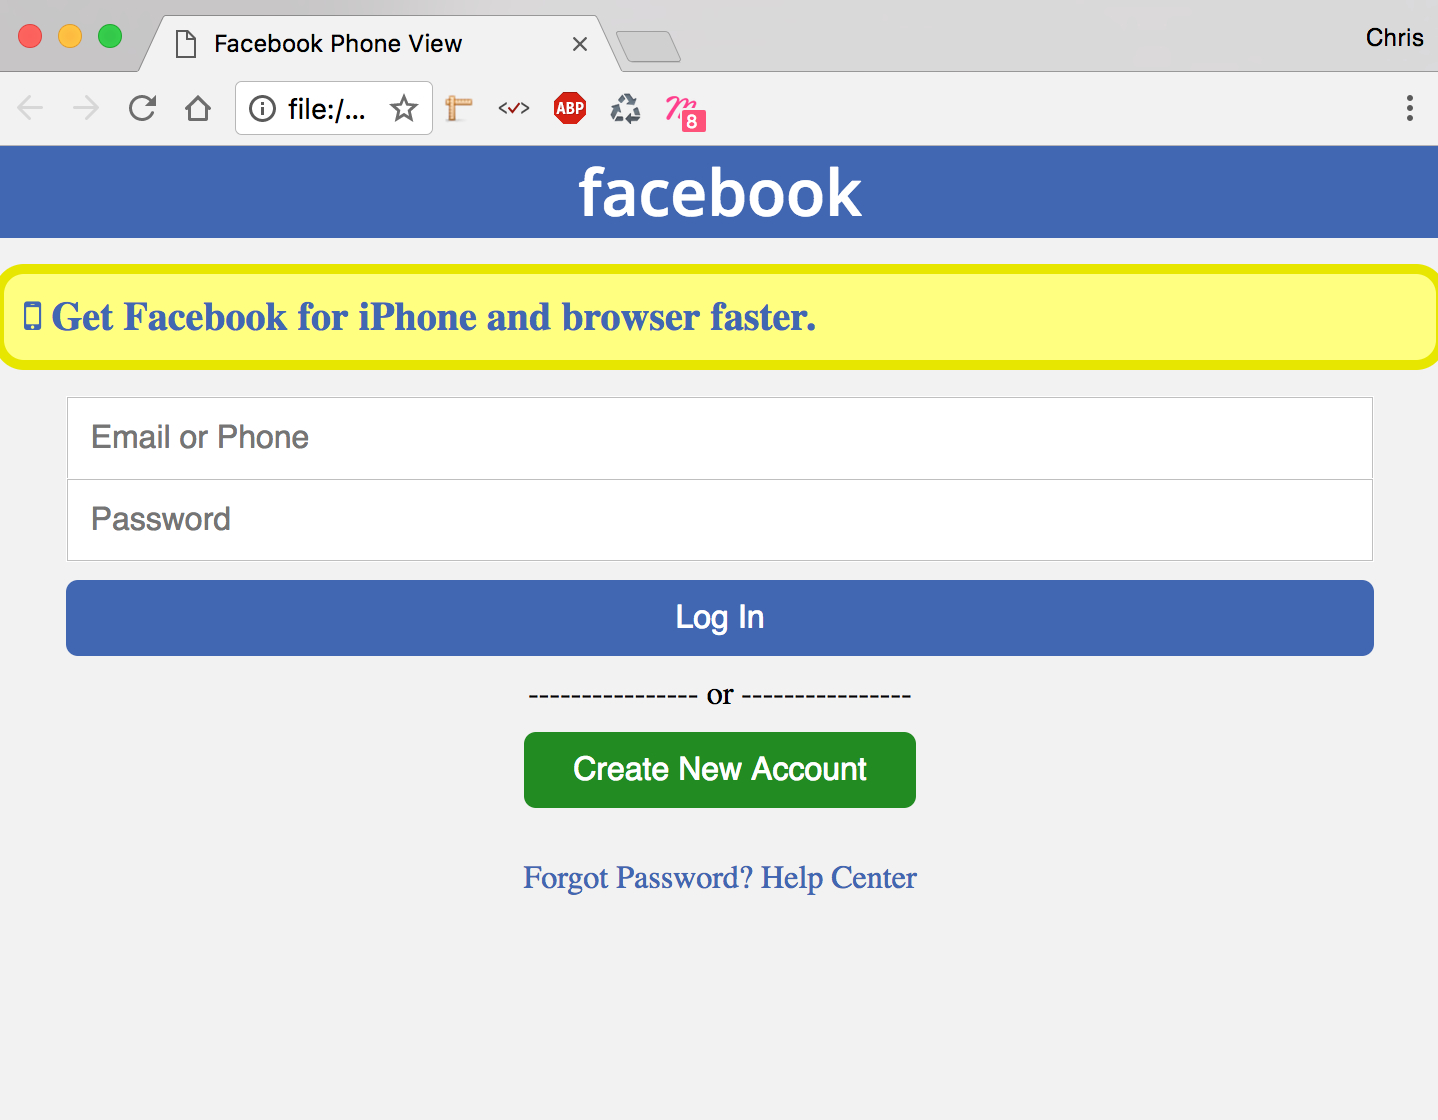 Facebook Phone View
Chris
file:/...
ABP
8
facebook
Get Facebook for iPhone and browser faster.
Email or Phone
Password
Log In
---------------- or ----------------
Create New Account
Forgot Password? Help Center